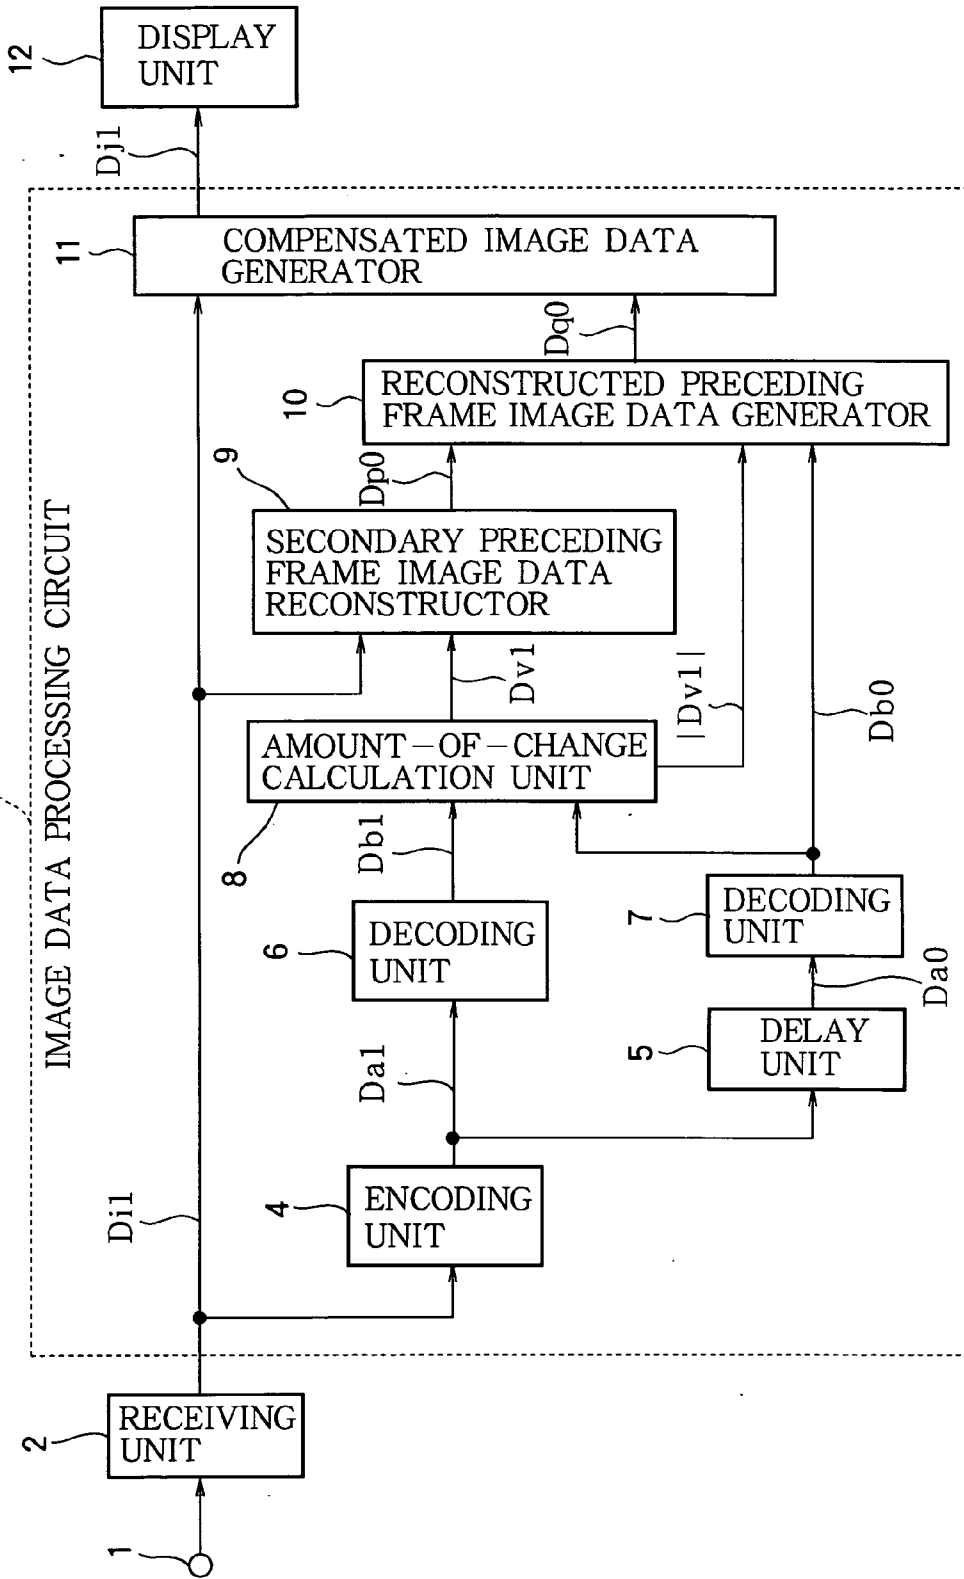 12
DISPLAY
UNIT
Dj1
11
COMPENSATED IMAGE DATA
GENERATOR
Dq0
10
RECONSTRUCTED PRECEDING
FRAME IMAGE DATA GENERATOR
9
Dp0
SECONDARY PRECEDING
FRAME IMAGE DATA
RECONSTRUCTOR
IMAGE DATA PROCESSING CIRCUIT
Dv1
|Dv1|
Db0
AMOUNT-OF-CHANGE
CALCULATION UNIT
8
Db1
6
DECODING
UNIT
7
DECODING
UNIT
Da0
5
DELAY
UNIT
Da1
4
ENCODING
UNIT
Di1
2
RECEIVING
UNIT
1